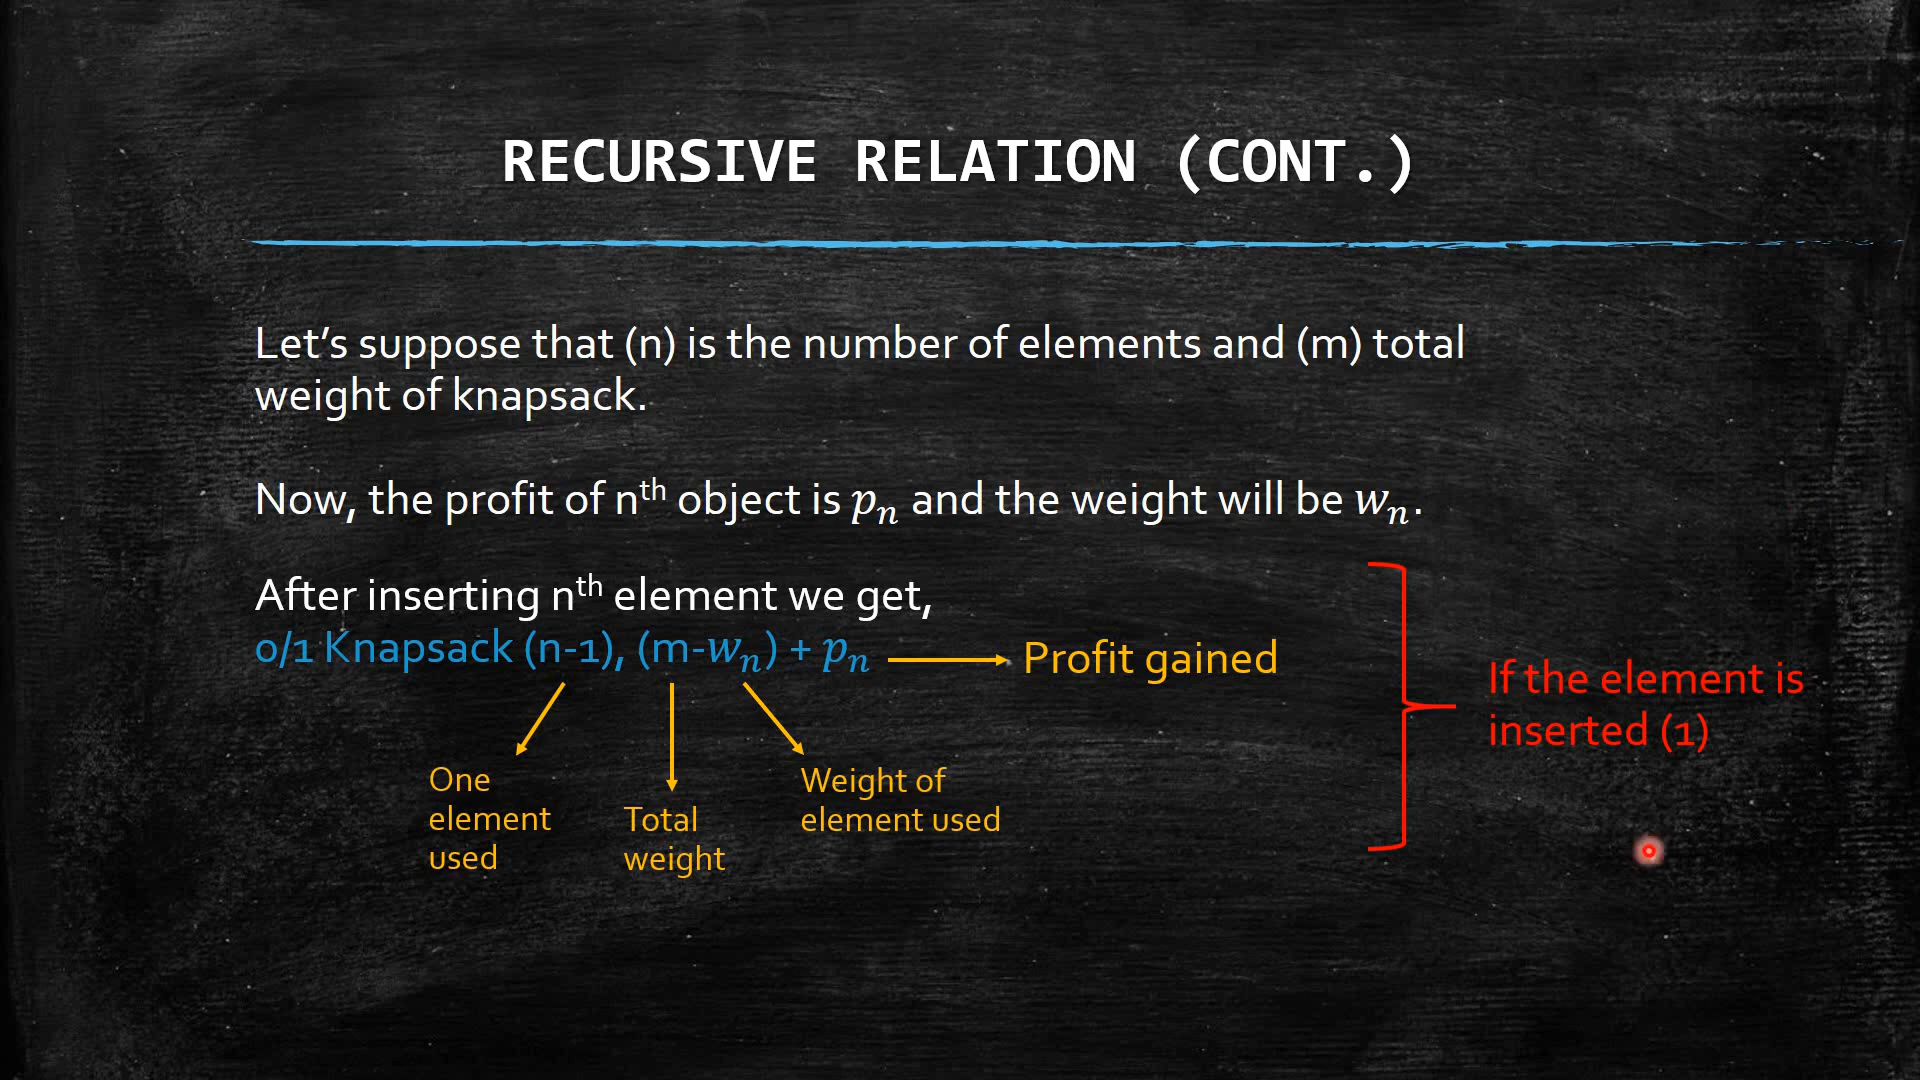 RECURSIVE RELATION (CONT.)
Let’s suppose that (n) is the number of elements and (m) total
weight of knapsack.
Now, the profit of nᵗʰ object is pₙ and the weight will be wₙ.
After inserting nᵗʰ element we get,
0/1 Knapsack (n-1), (m-wₙ) + pₙ
Profit gained
One
element
used
Total
weight
Weight of
element used
If the element is
inserted (1)